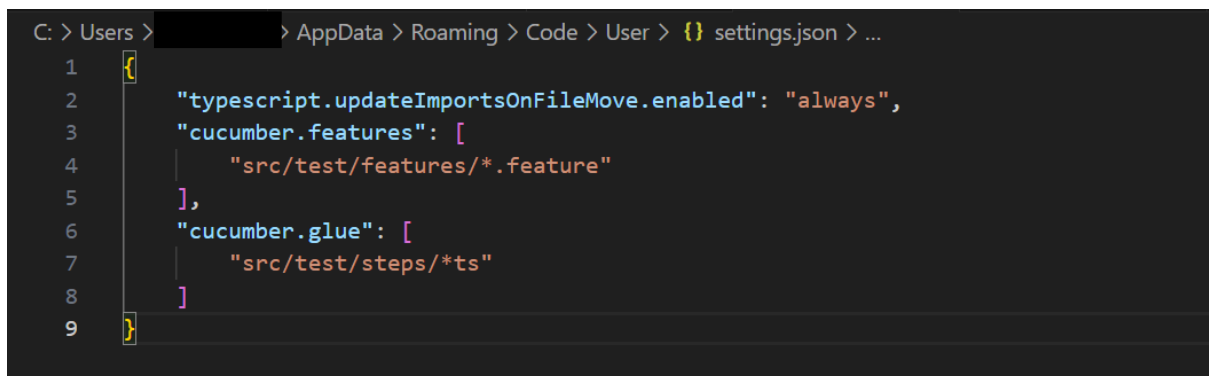 C: > Users > > AppData > Roaming > Code > User > {} settings.json > ...
1 {
2 "typescript.updateImportsOnFileMove.enabled": "always",
3 "cucumber.features": [
4 "src/test/features/*.feature"
5 ],
6 "cucumber.glue": [
7 "src/test/steps/*ts"
8 ]
9 }